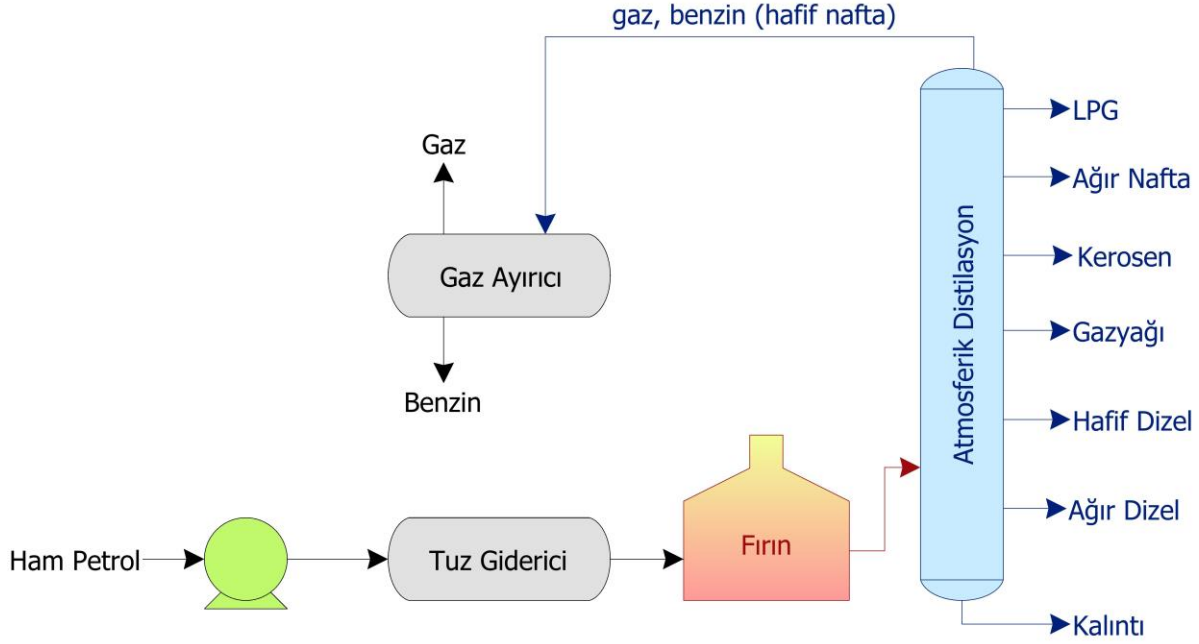 gaz, benzin (hafif nafta)
LPG
Gaz
Ağır Nafta
Atmosferik Distilasyon
Kerosen
Gaz Ayırıcı
Gazyağı
Benzin
Hafif Dizel
Ağır Dizel
Ham Petrol
Tuz Giderici
Fırın
Kalıntı